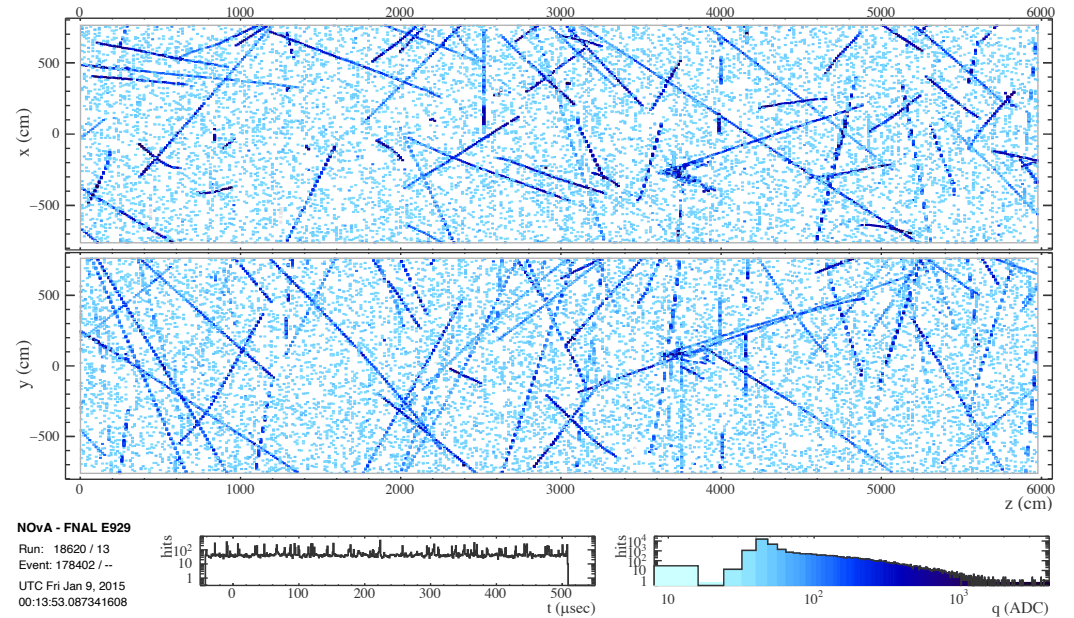 0 1000 2000 3000 4000 5000 6000
x (cm)
500
0
−500
y (cm)
500
0
−500
0 1000 2000 3000 4000 5000 6000
z (cm)
NOvA - FNAL E929
Run: 18620 / 13
Event: 178402 / --
UTC Fri Jan 9, 2015
00:13:53.087341608
hits
10²
10
1
0 100 200 300 400 500
t (μsec)
hits
10⁴
10³
10²
10
1
10 10² 10³
q (ADC)